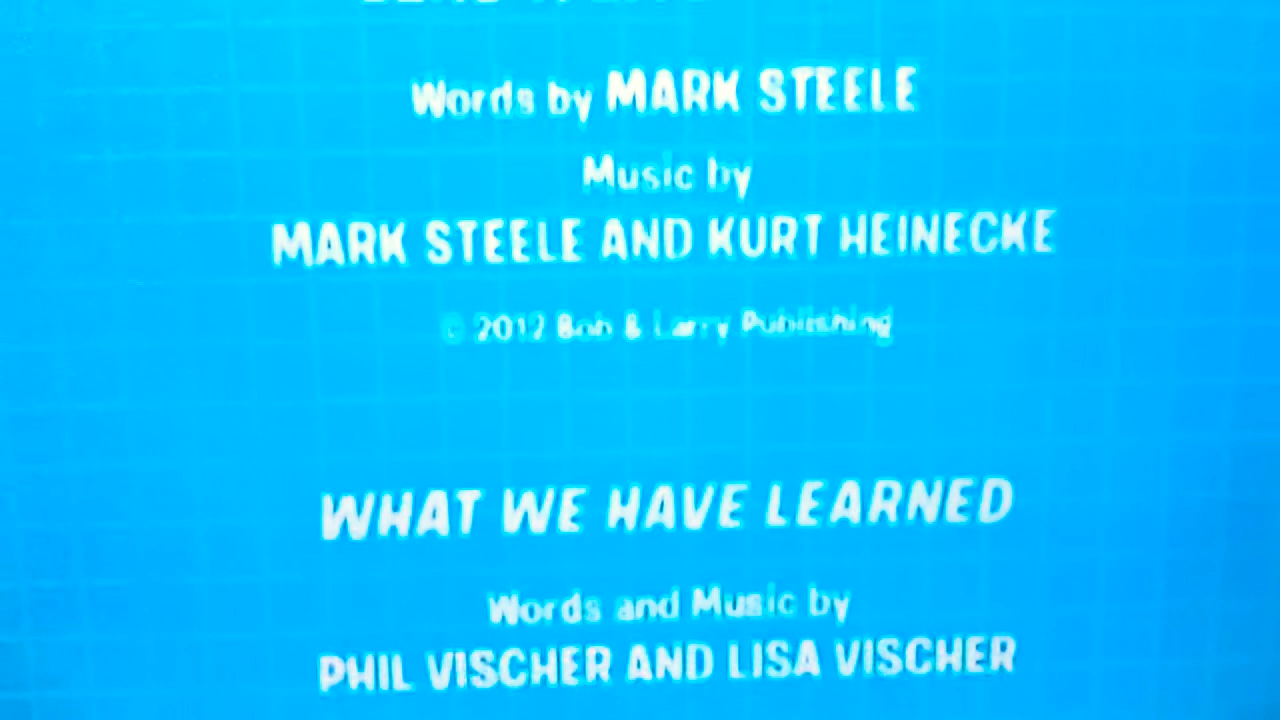 Words by MARK STEELE
Music by
MARK STEELE AND KURT HEINECKE
© 2012 Bob & Larry Publishing
WHAT WE HAVE LEARNED
Words and Music by
PHIL VISCHER AND LISA VISCHER